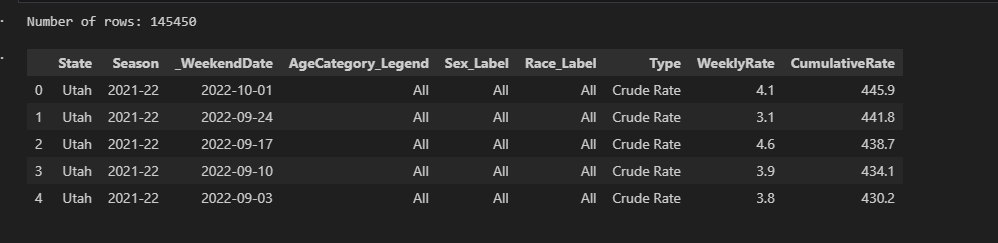 Number of rows: 145450
State Season _WeekendDate AgeCategory_Legend Sex_Label Race_Label Type WeeklyRate CumulativeRate
0 Utah 2021-22 2022-10-01 All All All Crude Rate 4.1 445.9
1 Utah 2021-22 2022-09-24 All All All Crude Rate 3.1 441.8
2 Utah 2021-22 2022-09-17 All All All Crude Rate 4.6 438.7
3 Utah 2021-22 2022-09-10 All All All Crude Rate 3.9 434.1
4 Utah 2021-22 2022-09-03 All All All Crude Rate 3.8 430.2